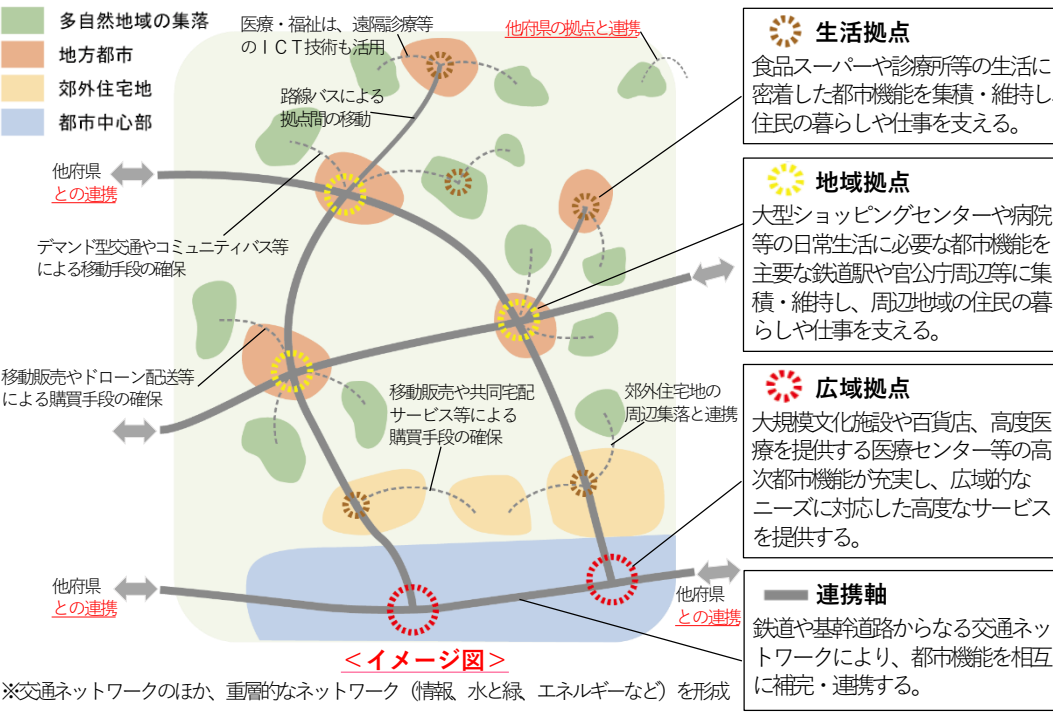 多自然地域の集落
地方都市
郊外住宅地
都市中心部
医療・福祉は、遠隔診療等
のＩＣＴ技術も活用
他府県の拠点と連携
路線バスによる
拠点間の移動
他府県
との連携
デマンド型交通やコミュニティバス等
による移動手段の確保
移動販売やドローン配送等
による購買手段の確保
移動販売や共同宅配
サービス等による
購買手段の確保
郊外住宅地の
周辺集落と連携
他府県
との連携
他府県
との連携
＜イメージ図＞
※交通ネットワークのほか、重層的なネットワーク（情報、水と緑、エネルギーなど）を形成
生活拠点
食品スーパーや診療所等の生活に
密着した都市機能を集積・維持し、
住民の暮らしや仕事を支える。
地域拠点
大型ショッピングセンターや病院
等の日常生活に必要な都市機能を
主要な鉄道駅や官公庁周辺等に集
積・維持し、周辺地域の住民の暮
らしや仕事を支える。
広域拠点
大規模文化施設や百貨店、高度医
療を提供する医療センター等の高
次都市機能が充実し、広域的な
ニーズに対応した高度なサービス
を提供する。
連携軸
鉄道や基幹道路からなる交通ネッ
トワークにより、都市機能を相互
に補完・連携する。